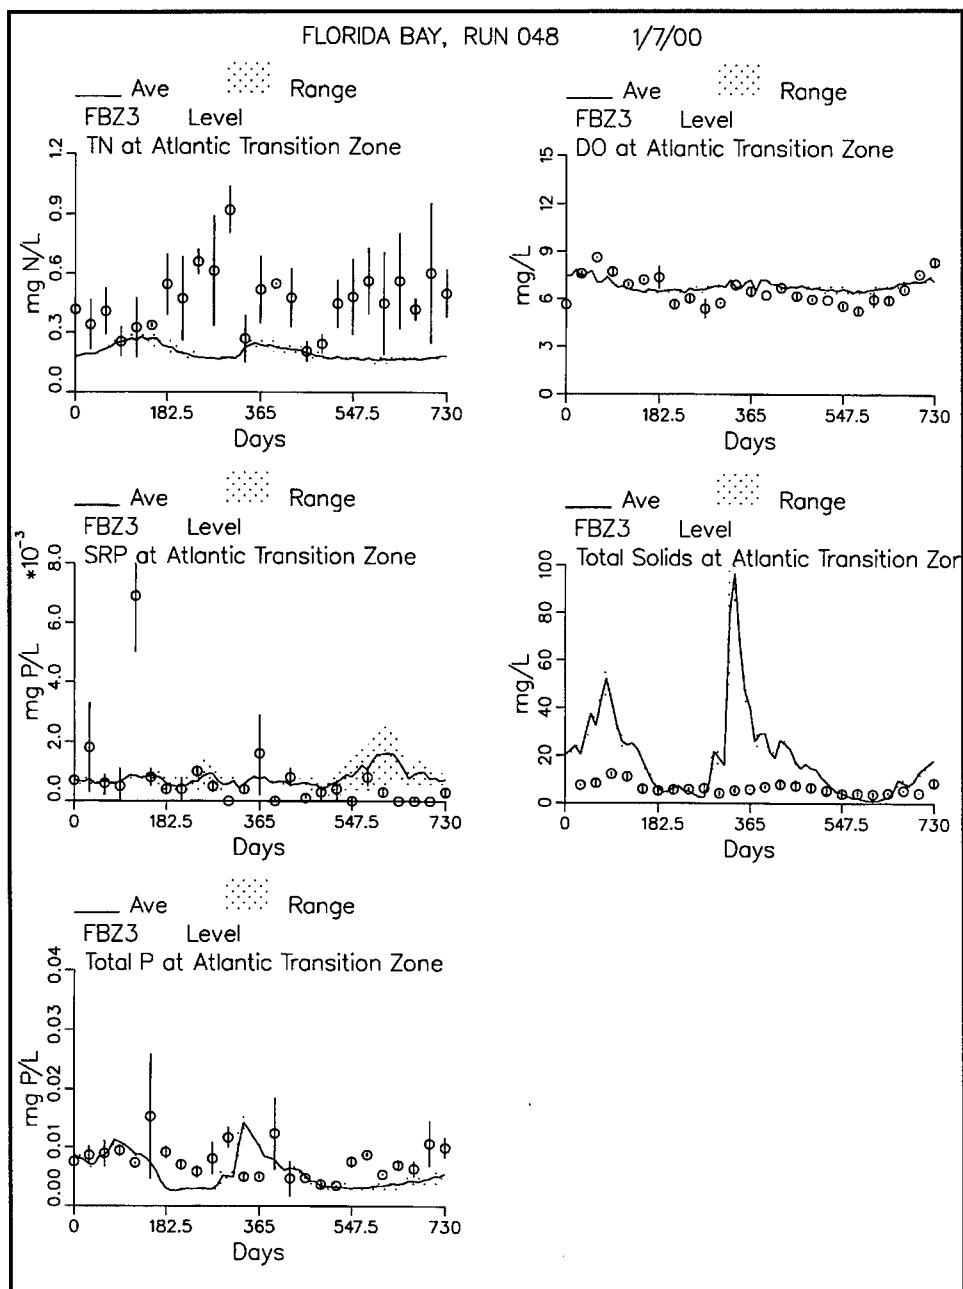 FLORIDA BAY, RUN 048 1/7/00
Ave Range
FBZ3 Level
TN at Atlantic Transition Zone
mg N/L
1.2
0.9
0.6
0.3
0.0
0 182.5 365 547.5 730
Days
Ave Range
FBZ3 Level
DO at Atlantic Transition Zone
mg/L
15
12
9
6
3
0
0 182.5 365 547.5 730
Days
Ave Range
FBZ3 Level
SRP at Atlantic Transition Zone
mg P/L *10⁻³
8.0
6.0
4.0
2.0
0.0
0 182.5 365 547.5 730
Days
Ave Range
FBZ3 Level
Total Solids at Atlantic Transition Zon
mg/L
100
80
60
40
20
0
0 182.5 365 547.5 730
Days
Ave Range
FBZ3 Level
Total P at Atlantic Transition Zone
mg P/L
0.04
0.03
0.02
0.01
0.00
0 182.5 365 547.5 730
Days